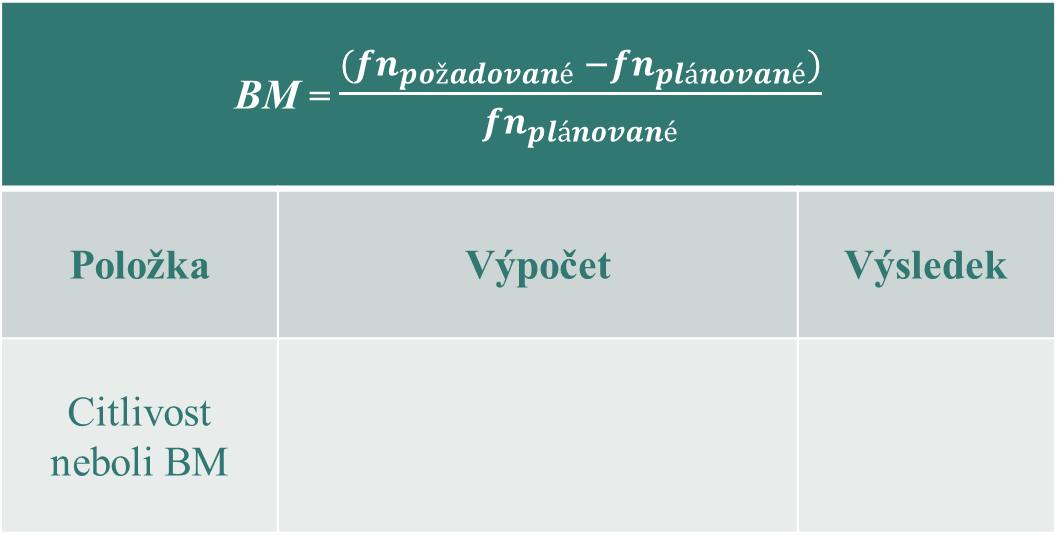 BM = (fn_požadované − fn_plánované) / fn_plánované
Položka Výpočet Výsledek
Citlivost
neboli BM